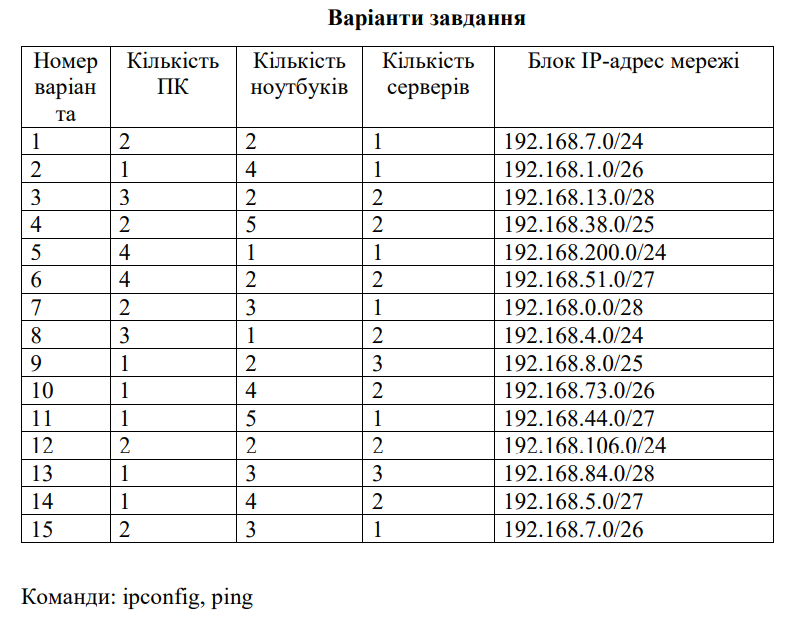 Варіанти завдання
Номер варіан та Кількість ПК Кількість ноутбуків Кількість серверів Блок IP-адрес мережі
1 2 2 1 192.168.7.0/24
2 1 4 1 192.168.1.0/26
3 3 2 2 192.168.13.0/28
4 2 5 2 192.168.38.0/25
5 4 1 1 192.168.200.0/24
6 4 2 2 192.168.51.0/27
7 2 3 1 192.168.0.0/28
8 3 1 2 192.168.4.0/24
9 1 2 3 192.168.8.0/25
10 1 4 2 192.168.73.0/26
11 1 5 1 192.168.44.0/27
12 2 2 2 192.168.106.0/24
13 1 3 3 192.168.84.0/28
14 1 4 2 192.168.5.0/27
15 2 3 1 192.168.7.0/26
Команди: ipconfig, ping